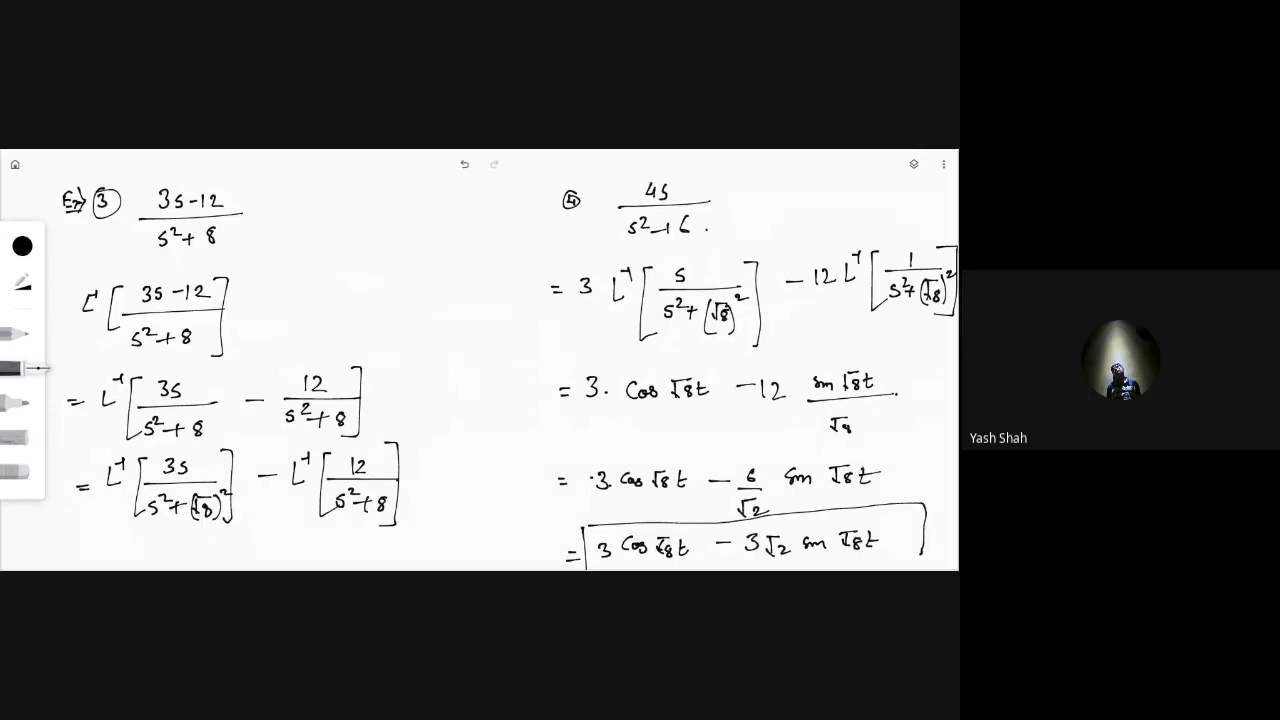 Ex) ③ 3s-12 / s²+8
L⁻¹ [ 3s-12 / s²+8 ]
= L⁻¹ [ 3s / s²+8 - 12 / s²+8 ]
= L⁻¹ [ 3s / s²+(√8)² ] - L⁻¹ [ 12 / s²+8 ]
4s / s²-16.
= 3 L⁻¹ [ s / s²+(√8)² ] - 12 L⁻¹ [ 1 / s²+(√8)² ]
= 3. cos √8t - 12 sin √8t / √8.
= 3. cos √8t - 6/√2 sin √8t
= 3 cos √8t - 3√2 sin √8t
Yash Shah